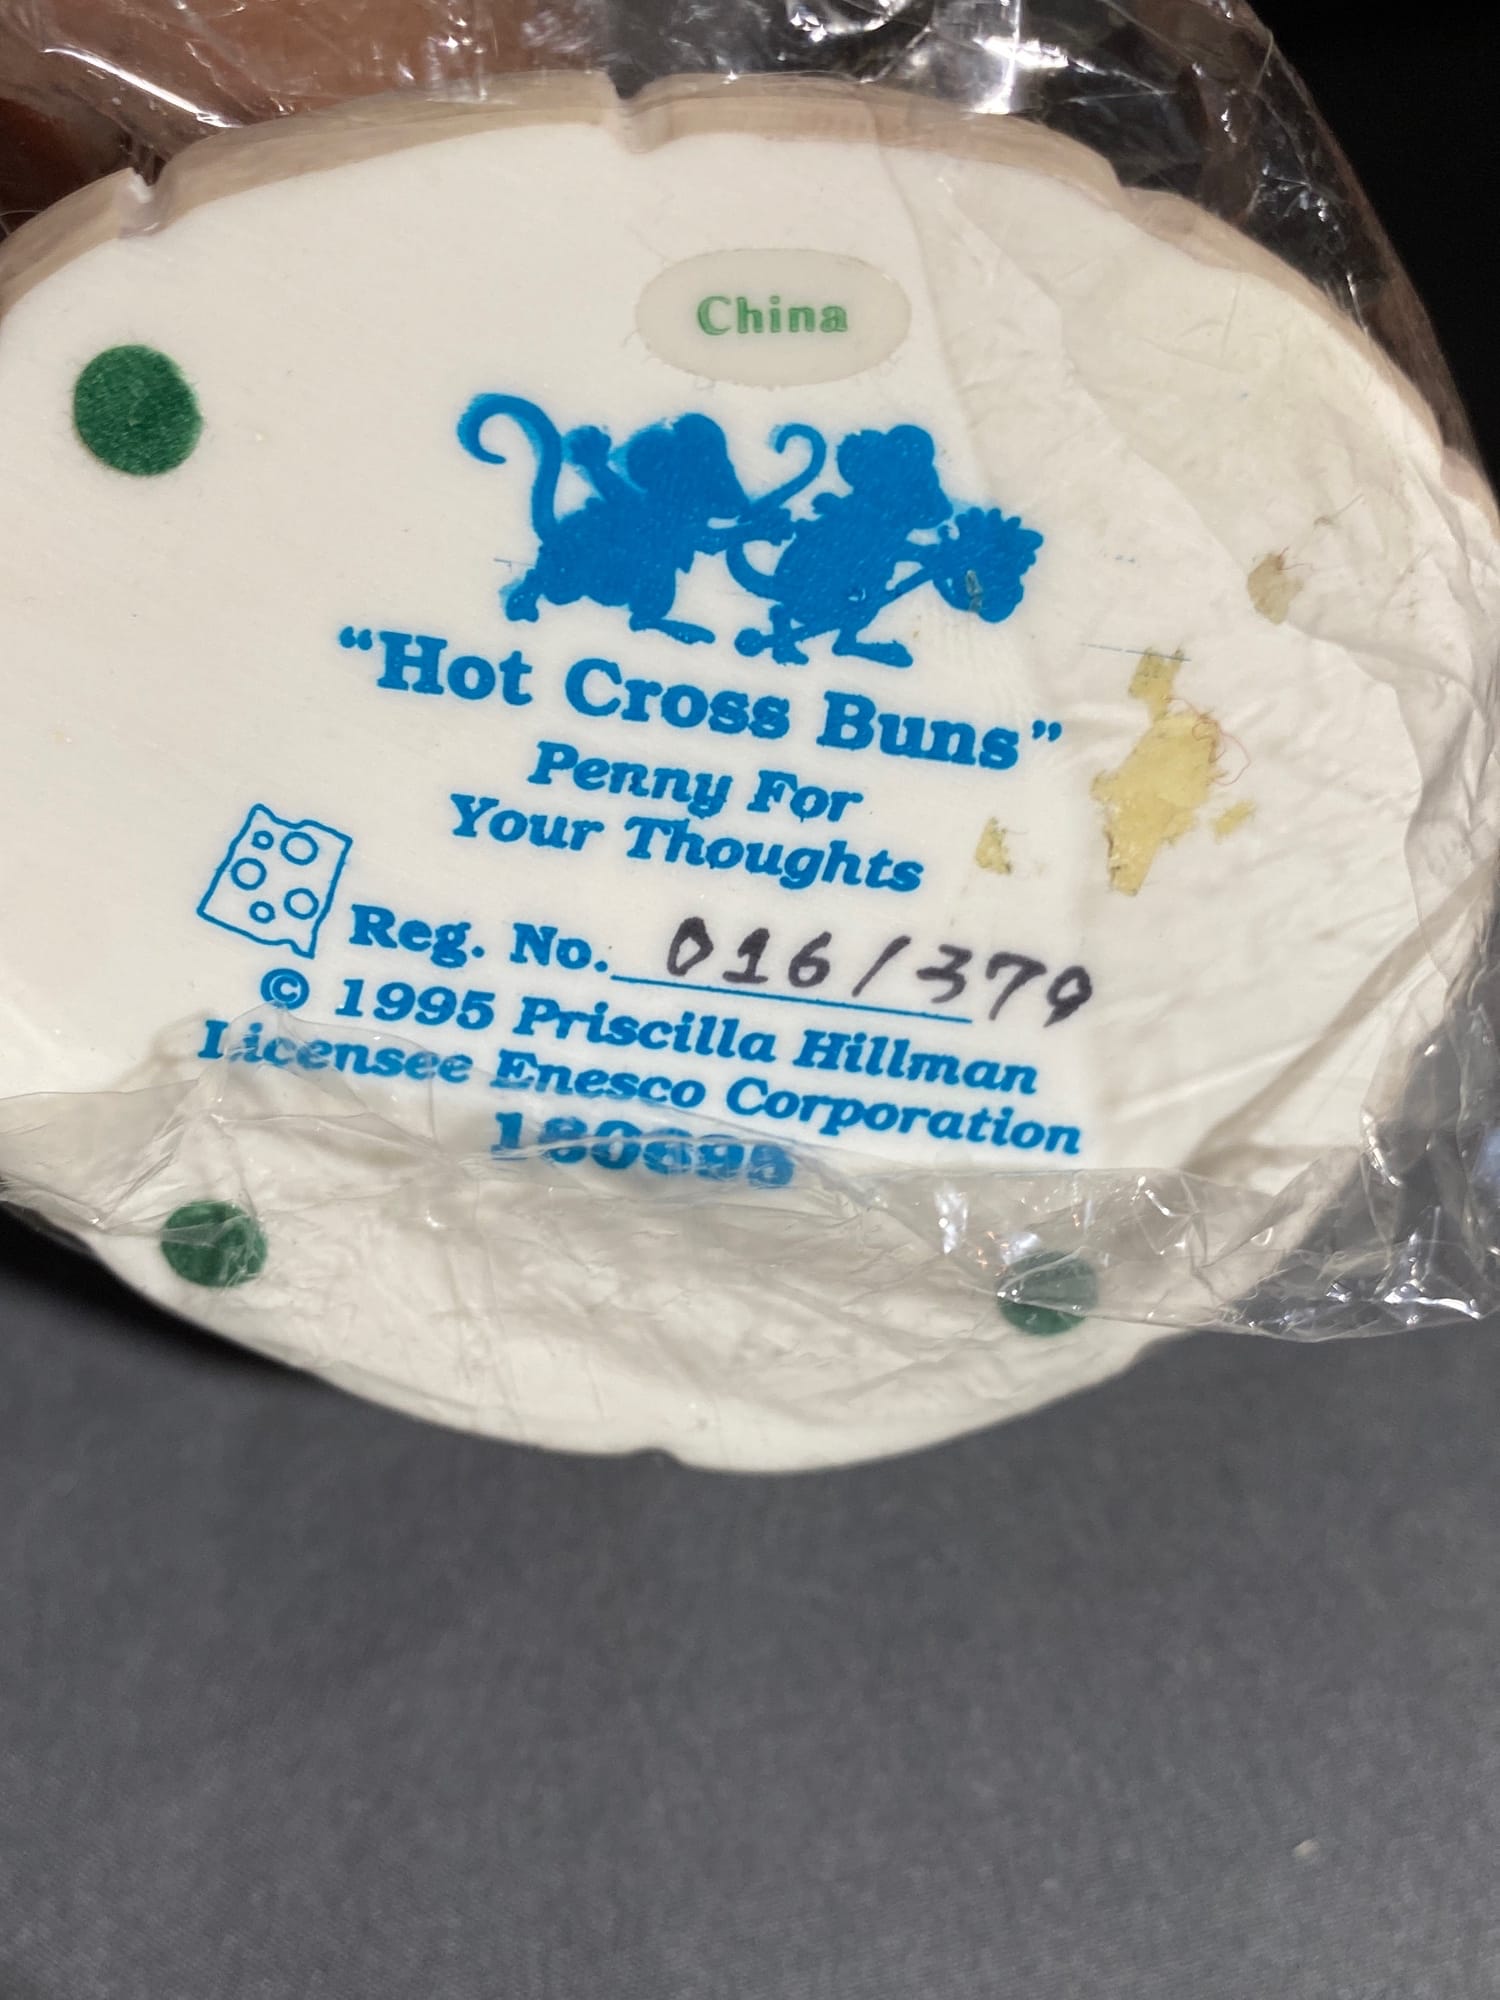 China
“Hot Cross Buns”
Penny For
Your Thoughts
Reg. No. 016/379
© 1995 Priscilla Hillman
Licensee Enesco Corporation